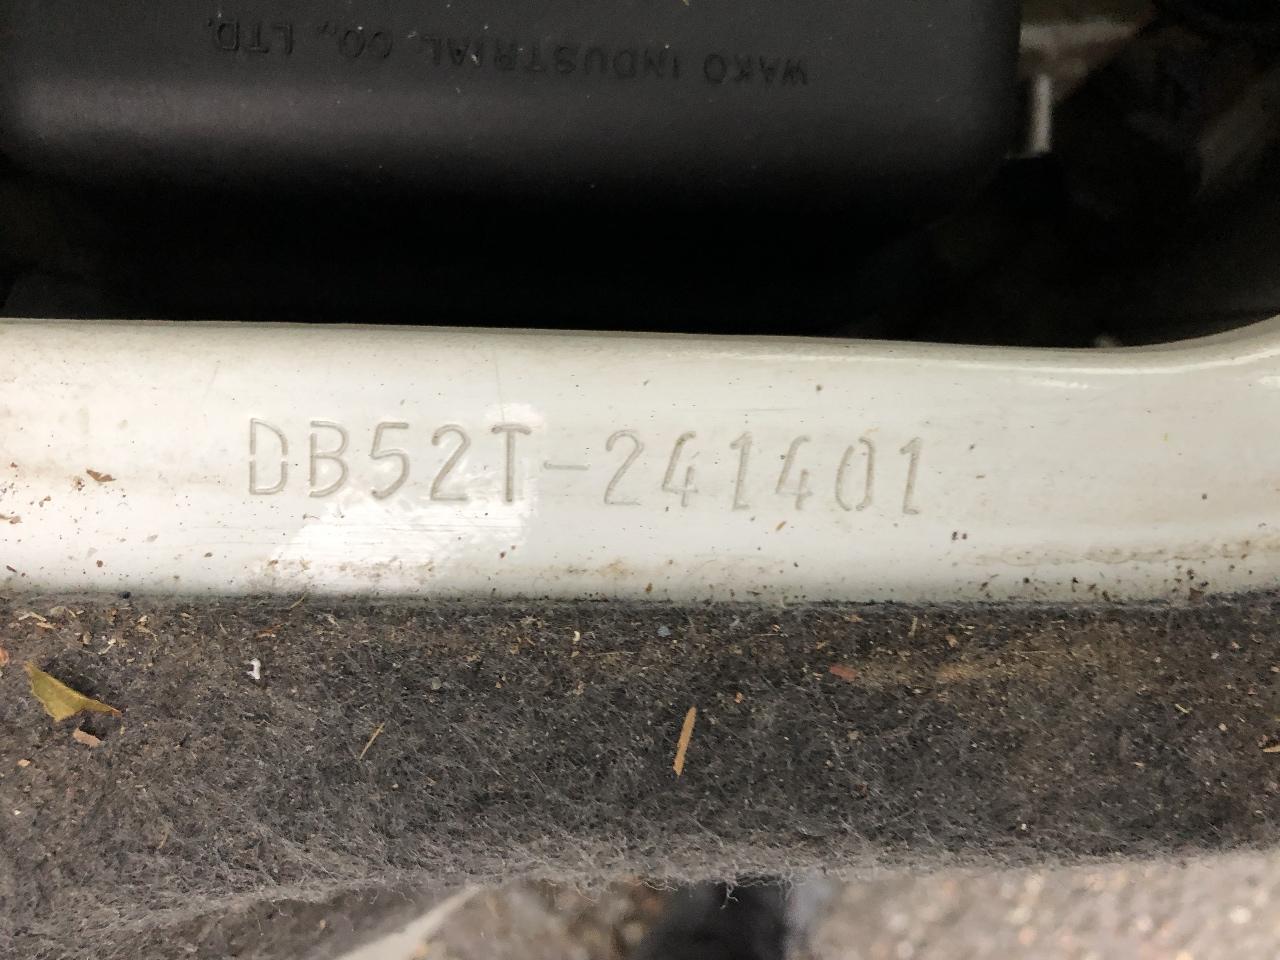 WAKO INDUSTRIAL CO., LTD.
DB52T-241401